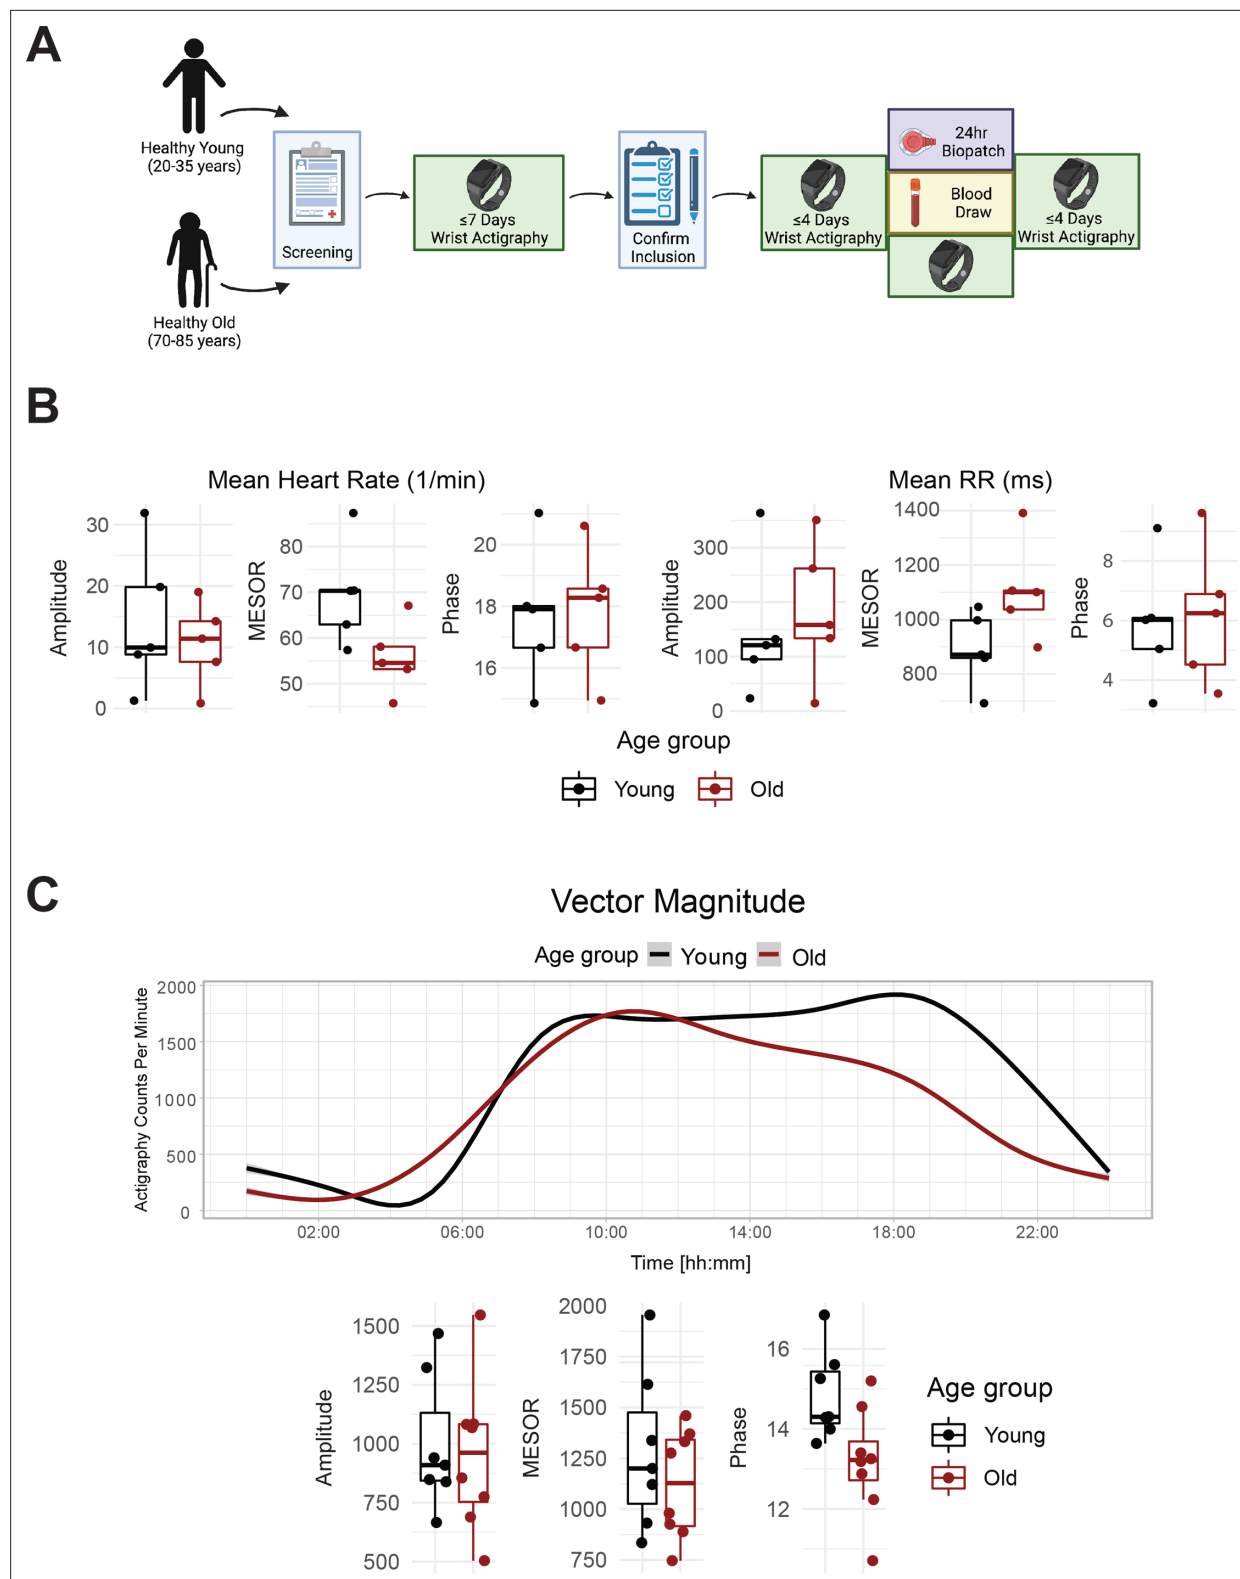 A
Healthy Young
(20-35 years)
Healthy Old
(70-85 years)
Screening
≤7 Days
Wrist Actigraphy
Confirm
Inclusion
≤4 Days
Wrist Actigraphy
24hr
Biopatch
Blood
Draw
≤4 Days
Wrist Actigraphy
B
Mean Heart Rate (1/min)
Amplitude
30
20
10
0
MESOR
80
70
60
50
Phase
20
18
16
Mean RR (ms)
Amplitude
300
200
100
0
MESOR
1400
1200
1000
800
Phase
8
6
4
Age group
Young
Old
C
Vector Magnitude
Age group
Young
Old
Actigraphy Counts Per Minute
2000
1500
1000
500
0
02:00
06:00
10:00
14:00
18:00
22:00
Time [hh:mm]
Amplitude
1500
1250
1000
750
500
MESOR
2000
1750
1500
1250
1000
750
Phase
16
14
12
Age group
Young
Old